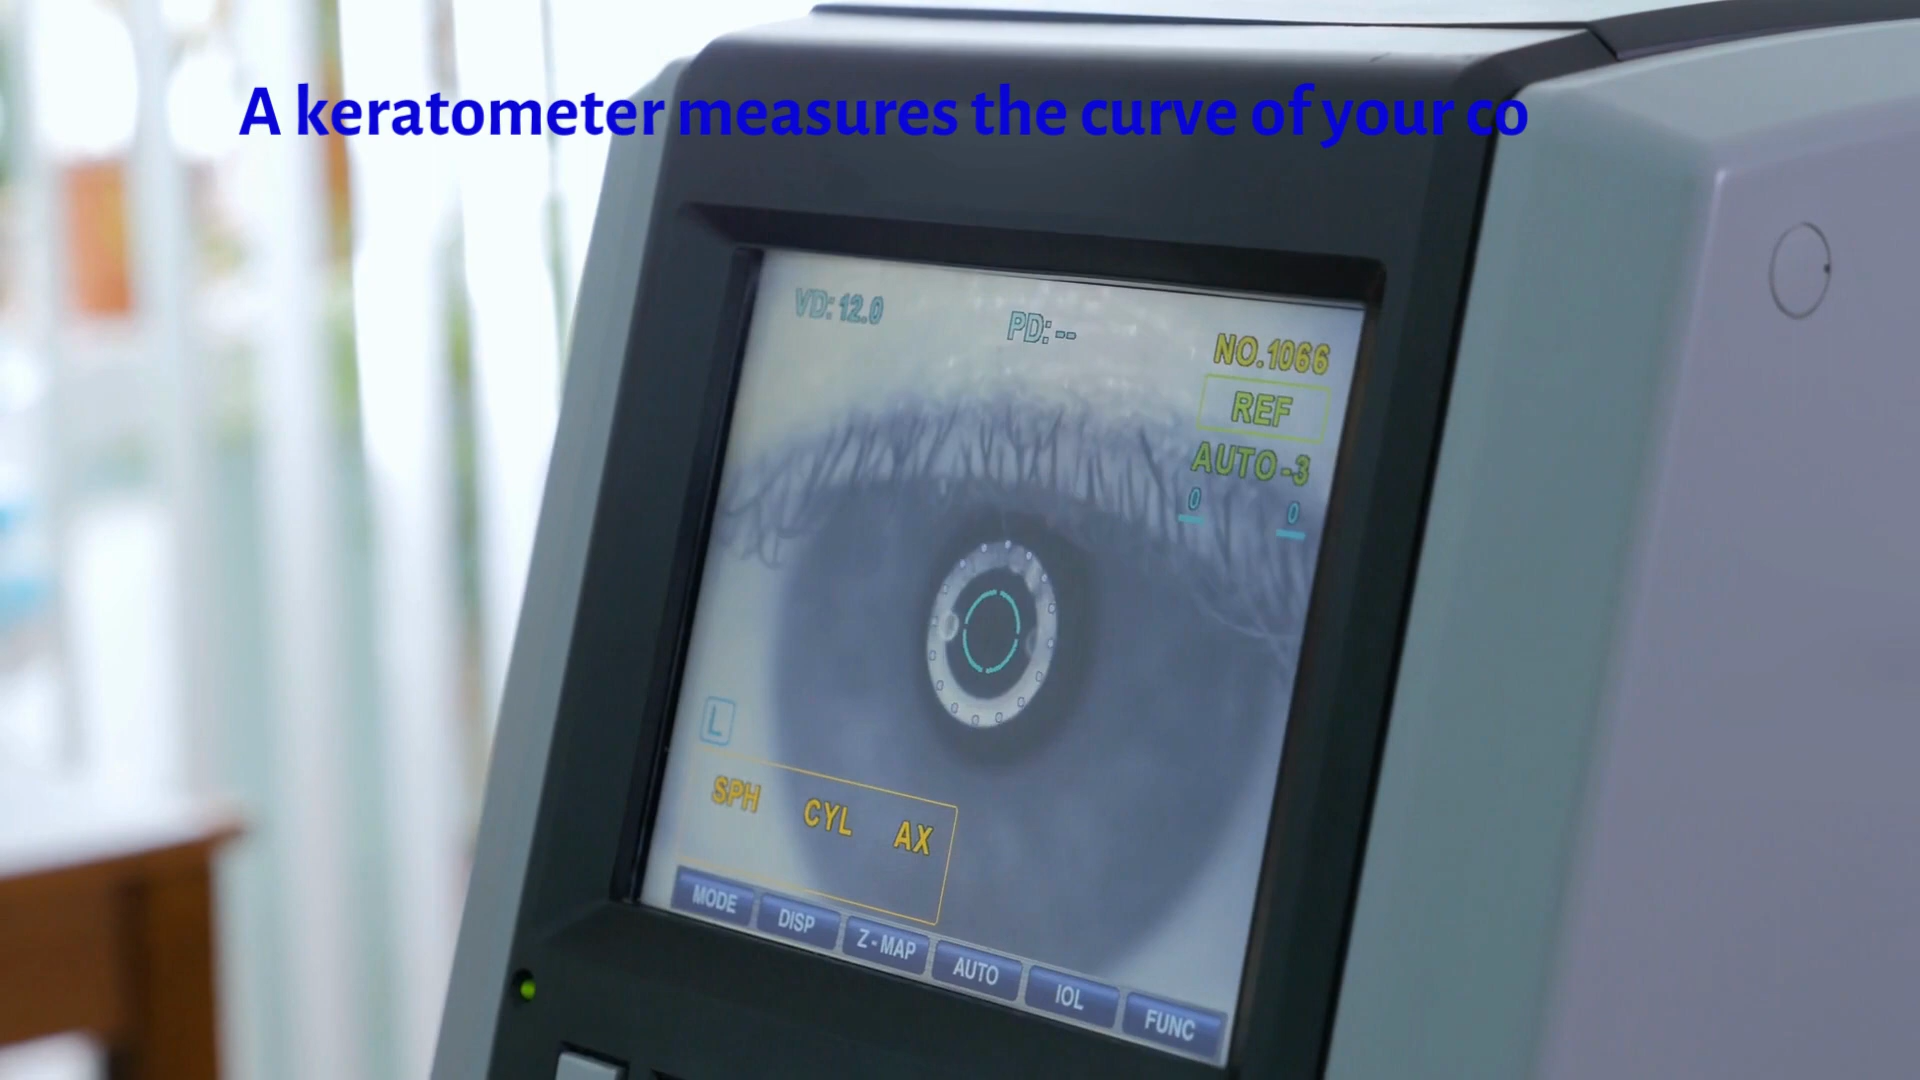 A keratometer measures the curve of your co
VD: 12.0
PD: --
NO.1066
REF
AUTO-3
0 0
L
SPH CYL AX
MODE DISP Z-MAP AUTO IOL FUNC